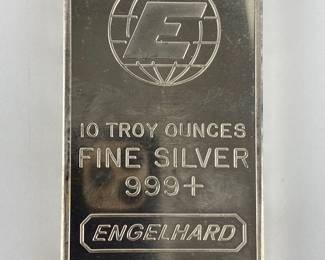 E
10 TROY OUNCES
FINE SILVER
999+
ENGELHARD